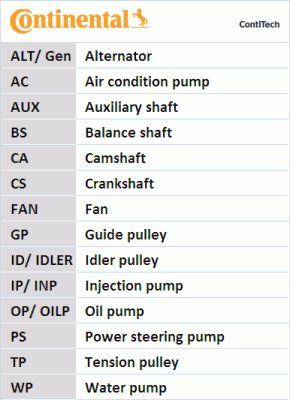 Continental ContiTech
ALT/ Gen Alternator
AC Air condition pump
AUX Auxiliary shaft
BS Balance shaft
CA Camshaft
CS Crankshaft
FAN Fan
GP Guide pulley
ID/ IDLER Idler pulley
IP/ INP Injection pump
OP/ OILP Oil pump
PS Power steering pump
TP Tension pulley
WP Water pump